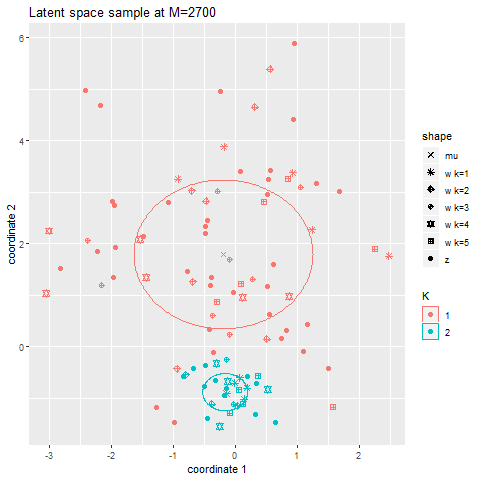 Latent space sample at M=2700
6
4
2
0
coordinate 2
-3
-2
-1
0
1
2
coordinate 1
shape
mu
w k=1
w k=2
w k=3
w k=4
w k=5
z
K
1
2